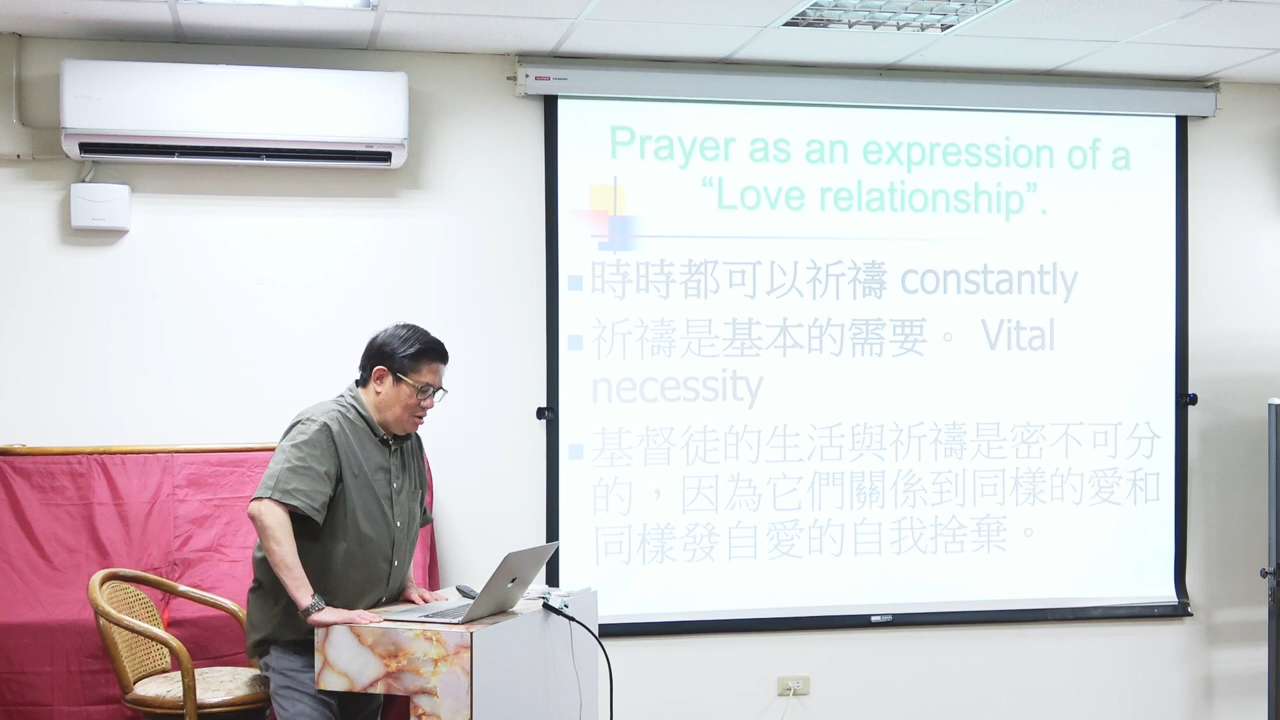 Prayer as an expression of a
“Love relationship”.
時時都可以祈禱 constantly
祈禱是基本的需要。 Vital
necessity
基督徒的生活與祈禱是密不可分
的，因為它們關係到同樣的愛和
同樣發自愛的自我捨棄。